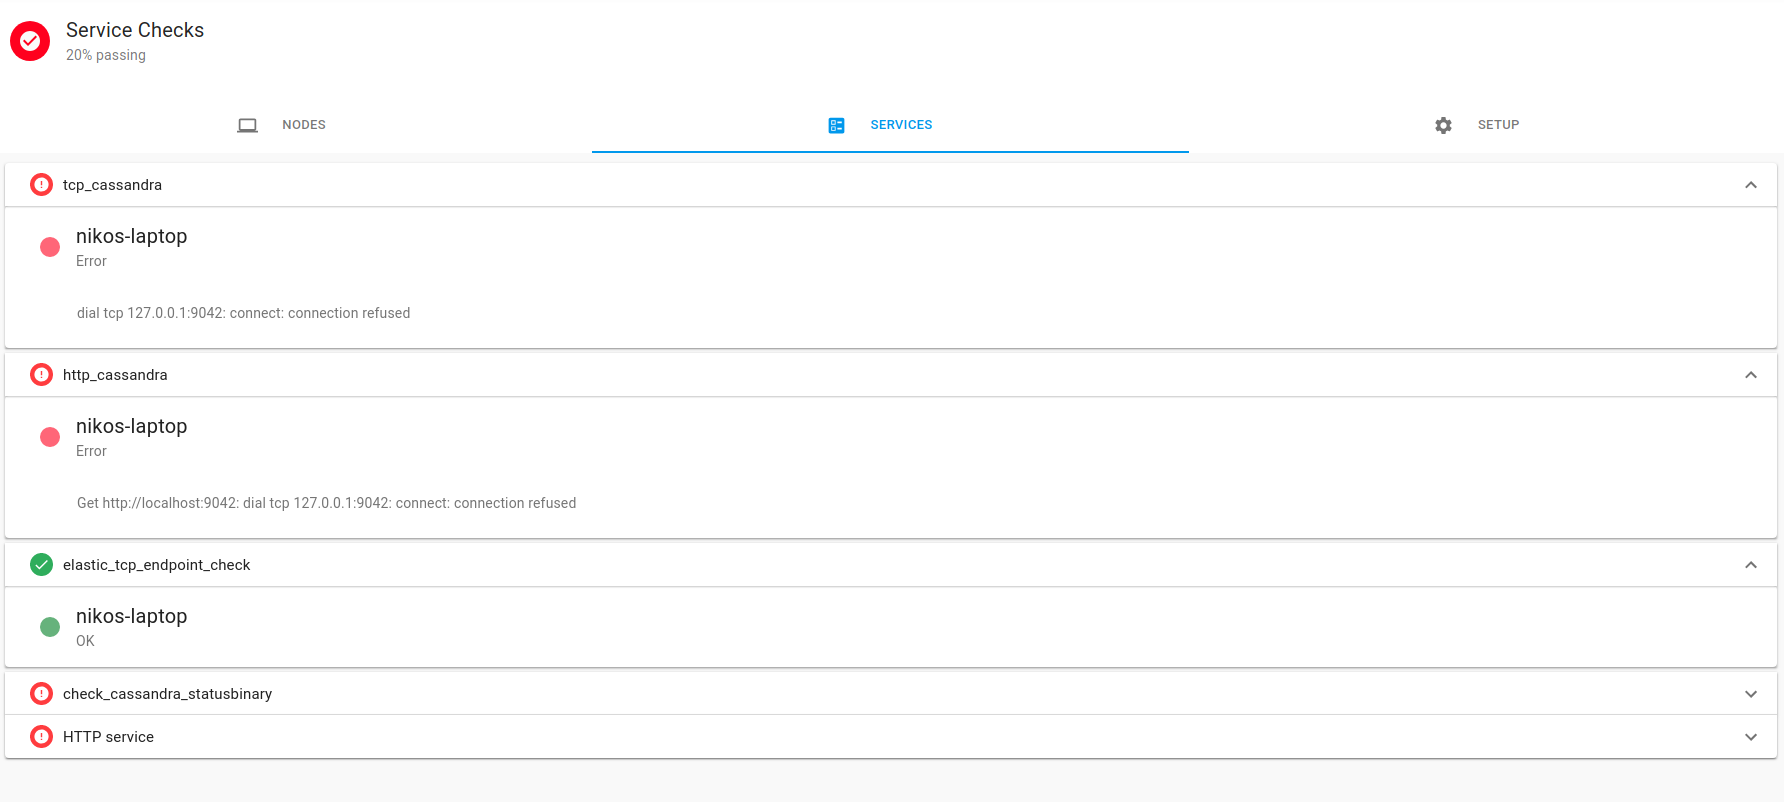 Service Checks
20% passing
NODES
SERVICES
SETUP
tcp_cassandra
nikos-laptop
Error
dial tcp 127.0.0.1:9042: connect: connection refused
http_cassandra
nikos-laptop
Error
Get http://localhost:9042: dial tcp 127.0.0.1:9042: connect: connection refused
elastic_tcp_endpoint_check
nikos-laptop
OK
check_cassandra_statusbinary
HTTP service